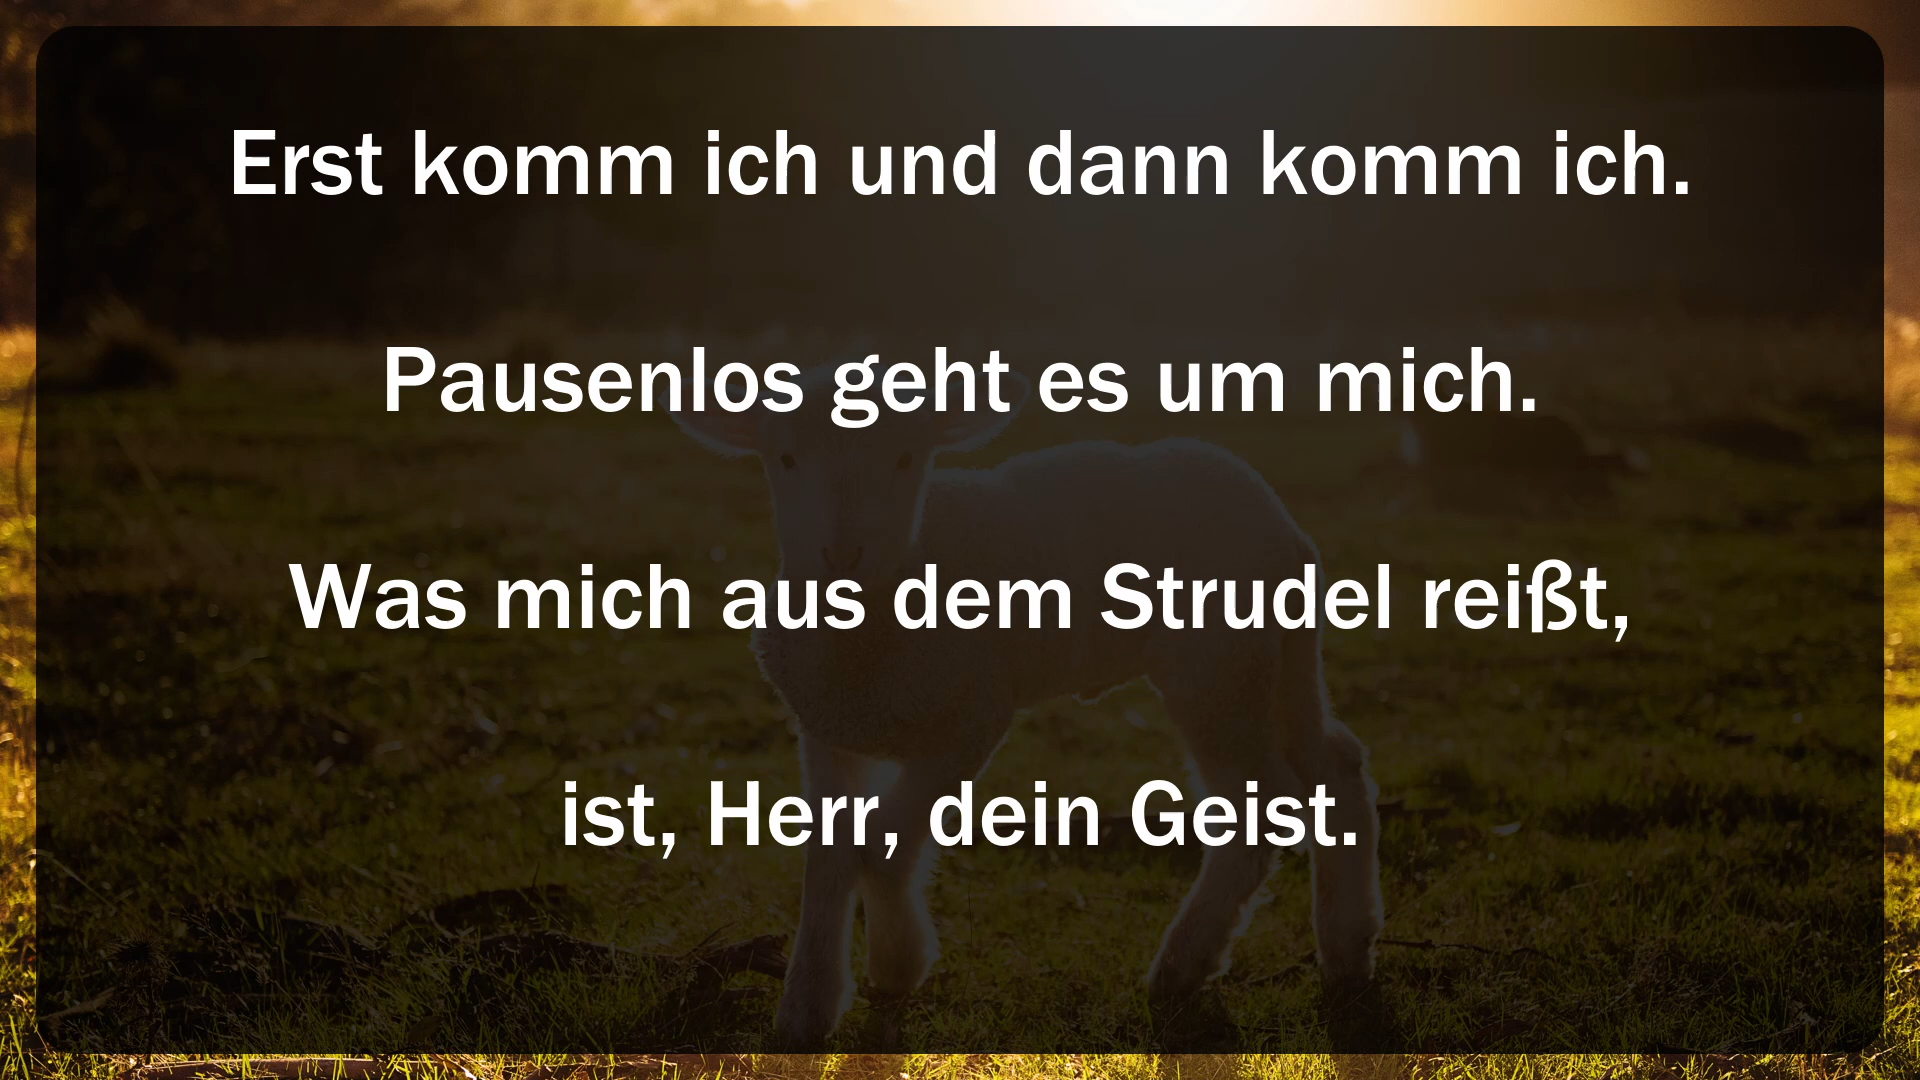 Erst komm ich und dann komm ich.
Pausenlos geht es um mich.
Was mich aus dem Strudel reißt,
ist, Herr, dein Geist.